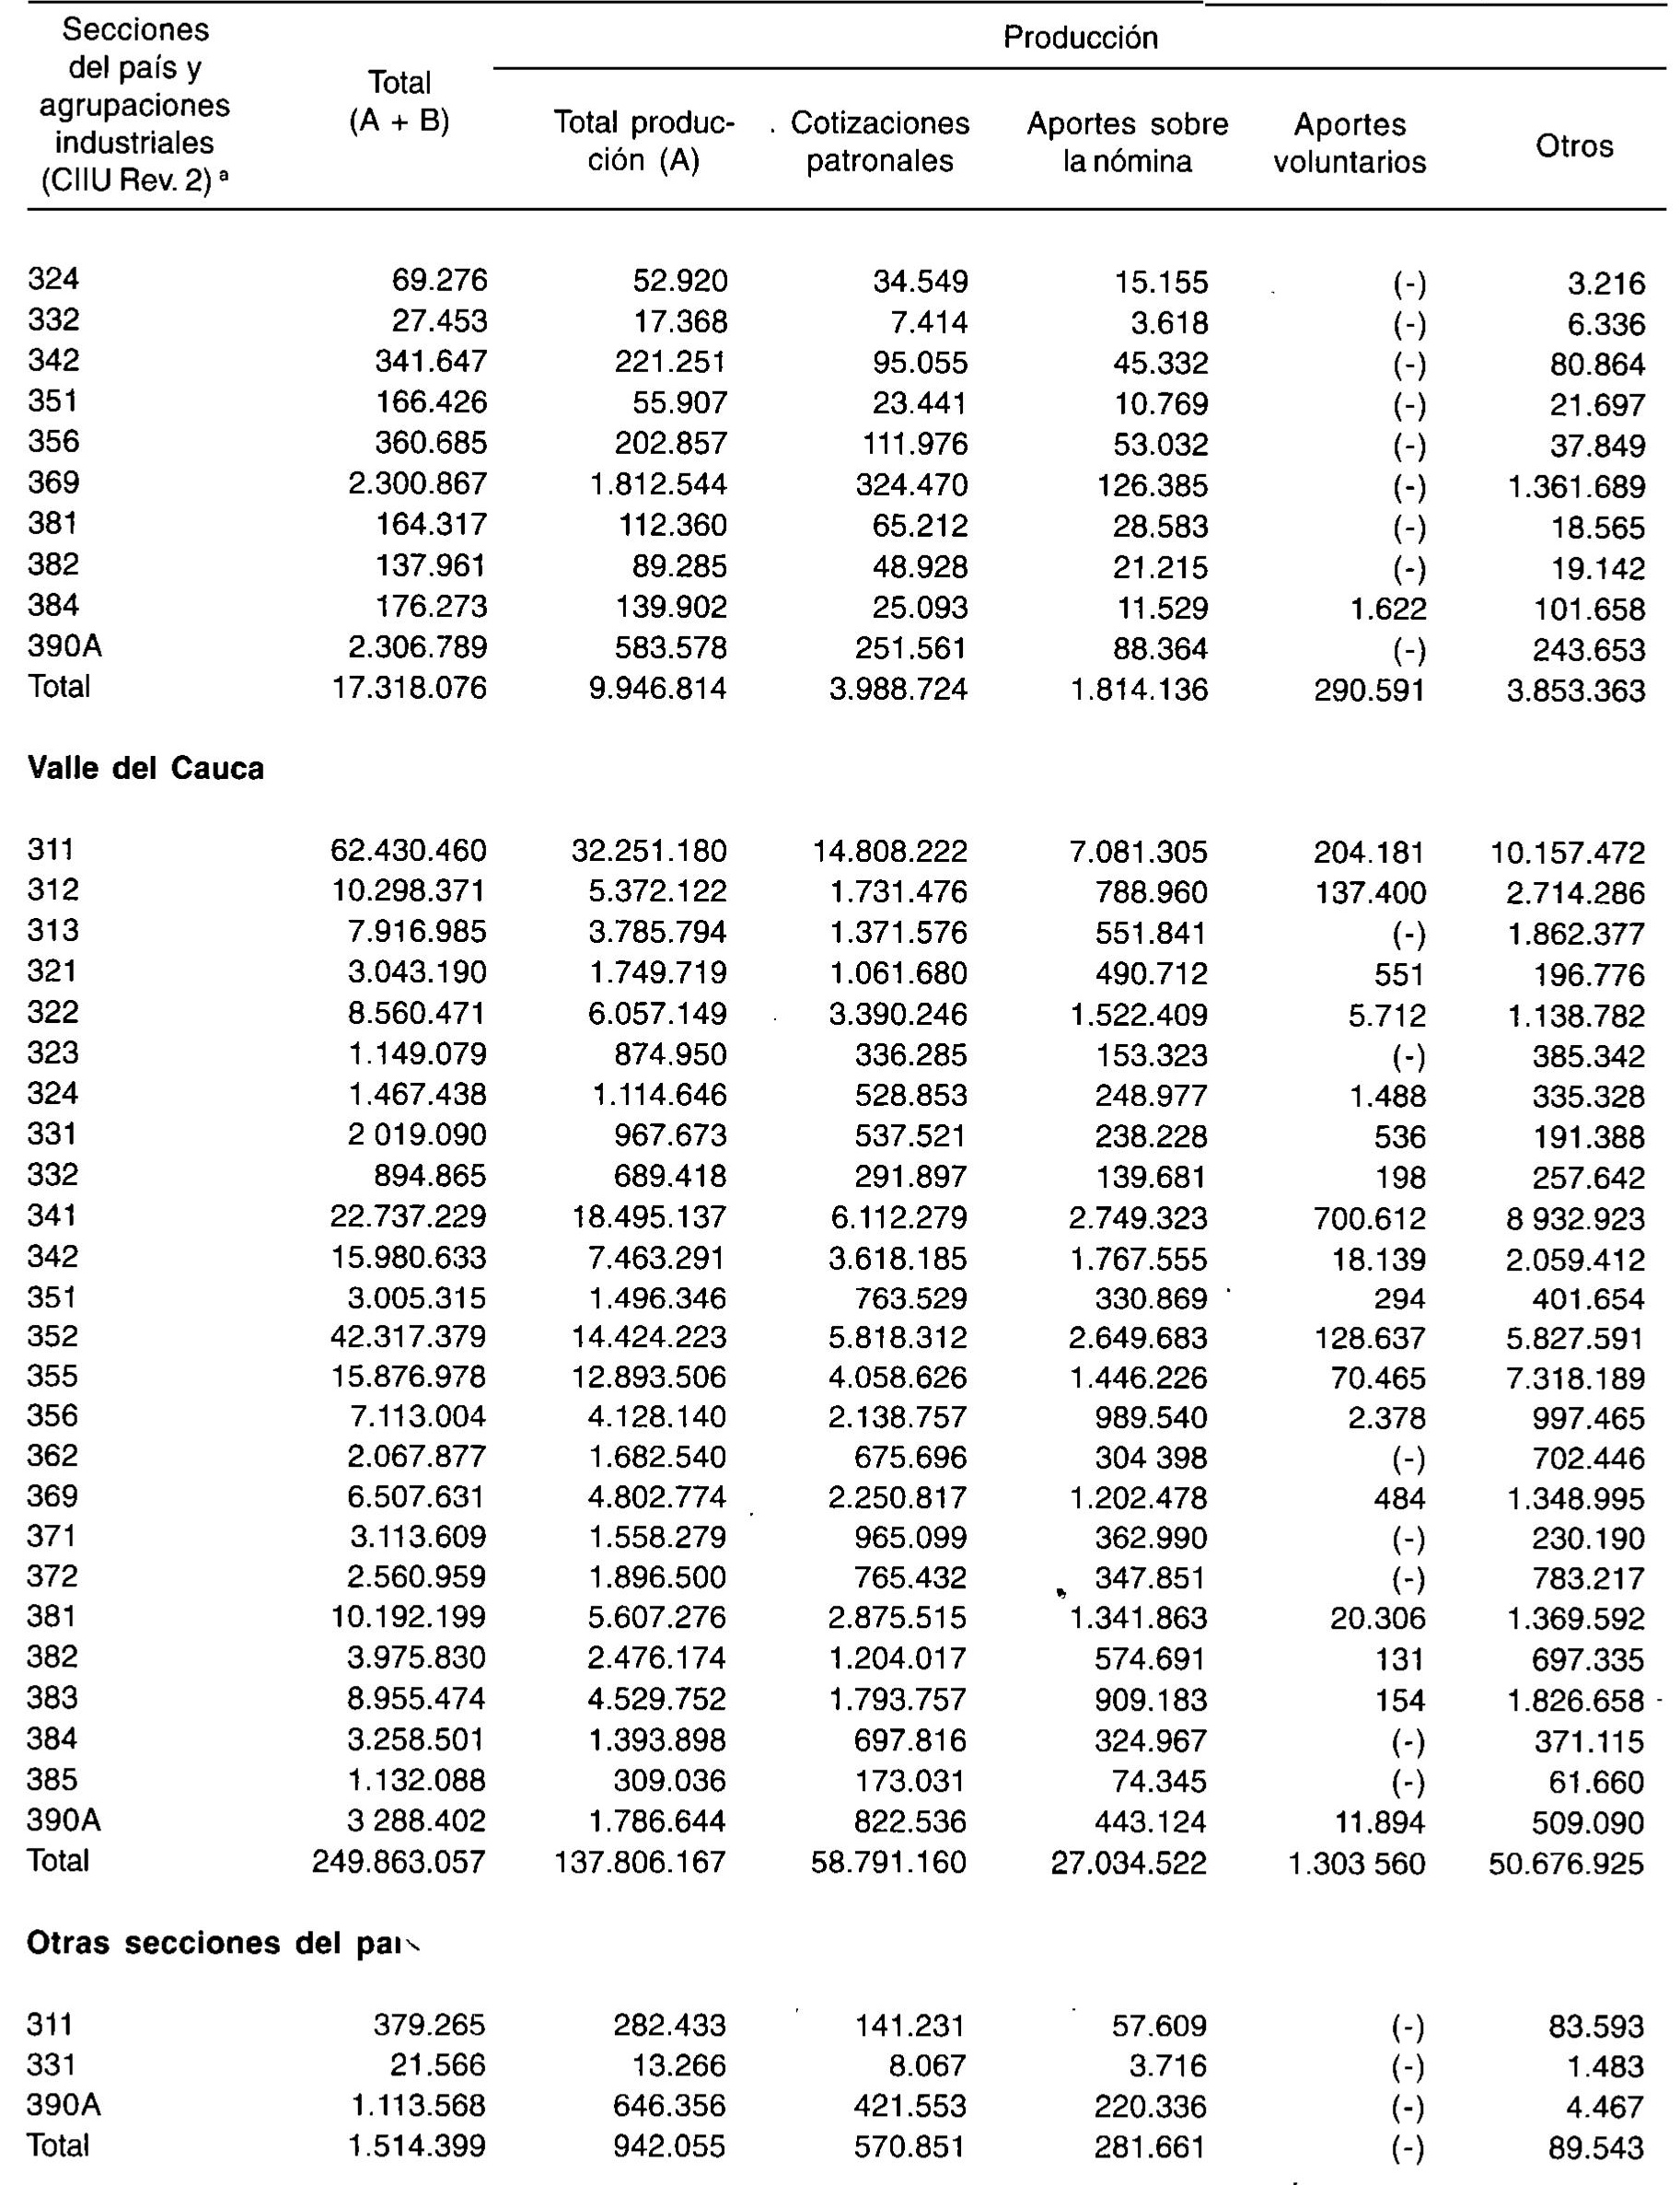 Secciones del país y agrupaciones industriales (CIIU Rev. 2) a
Total (A + B)
Producción
Total produc- ción (A)
Cotizaciones patronales
Aportes sobre la nómina
Aportes voluntarios
Otros
324 69.276 52.920 34.549 15.155 (-) 3.216
332 27.453 17.368 7.414 3.618 (-) 6.336
342 341.647 221.251 95.055 45.332 (-) 80.864
351 166.426 55.907 23.441 10.769 (-) 21.697
356 360.685 202.857 111.976 53.032 (-) 37.849
369 2.300.867 1.812.544 324.470 126.385 (-) 1.361.689
381 164.317 112.360 65.212 28.583 (-) 18.565
382 137.961 89.285 48.928 21.215 (-) 19.142
384 176.273 139.902 25.093 11.529 1.622 101.658
390A 2.306.789 583.578 251.561 88.364 (-) 243.653
Total 17.318.076 9.946.814 3.988.724 1.814.136 290.591 3.853.363
Valle del Cauca
311 62.430.460 32.251.180 14.808.222 7.081.305 204.181 10.157.472
312 10.298.371 5.372.122 1.731.476 788.960 137.400 2.714.286
313 7.916.985 3.785.794 1.371.576 551.841 (-) 1.862.377
321 3.043.190 1.749.719 1.061.680 490.712 551 196.776
322 8.560.471 6.057.149 3.390.246 1.522.409 5.712 1.138.782
323 1.149.079 874.950 336.285 153.323 (-) 385.342
324 1.467.438 1.114.646 528.853 248.977 1.488 335.328
331 2 019.090 967.673 537.521 238.228 536 191.388
332 894.865 689.418 291.897 139.681 198 257.642
341 22.737.229 18.495.137 6.112.279 2.749.323 700.612 8 932.923
342 15.980.633 7.463.291 3.618.185 1.767.555 18.139 2.059.412
351 3.005.315 1.496.346 763.529 330.869 294 401.654
352 42.317.379 14.424.223 5.818.312 2.649.683 128.637 5.827.591
355 15.876.978 12.893.506 4.058.626 1.446.226 70.465 7.318.189
356 7.113.004 4.128.140 2.138.757 989.540 2.378 997.465
362 2.067.877 1.682.540 675.696 304 398 (-) 702.446
369 6.507.631 4.802.774 2.250.817 1.202.478 484 1.348.995
371 3.113.609 1.558.279 965.099 362.990 (-) 230.190
372 2.560.959 1.896.500 765.432 347.851 (-) 783.217
381 10.192.199 5.607.276 2.875.515 1.341.863 20.306 1.369.592
382 3.975.830 2.476.174 1.204.017 574.691 131 697.335
383 8.955.474 4.529.752 1.793.757 909.183 154 1.826.658
384 3.258.501 1.393.898 697.816 324.967 (-) 371.115
385 1.132.088 309.036 173.031 74.345 (-) 61.660
390A 3 288.402 1.786.644 822.536 443.124 11.894 509.090
Total 249.863.057 137.806.167 58.791.160 27.034.522 1.303 560 50.676.925
Otras secciones del paı
311 379.265 282.433 141.231 57.609 (-) 83.593
331 21.566 13.266 8.067 3.716 (-) 1.483
390A 1.113.568 646.356 421.553 220.336 (-) 4.467
Total 1.514.399 942.055 570.851 281.661 (-) 89.543